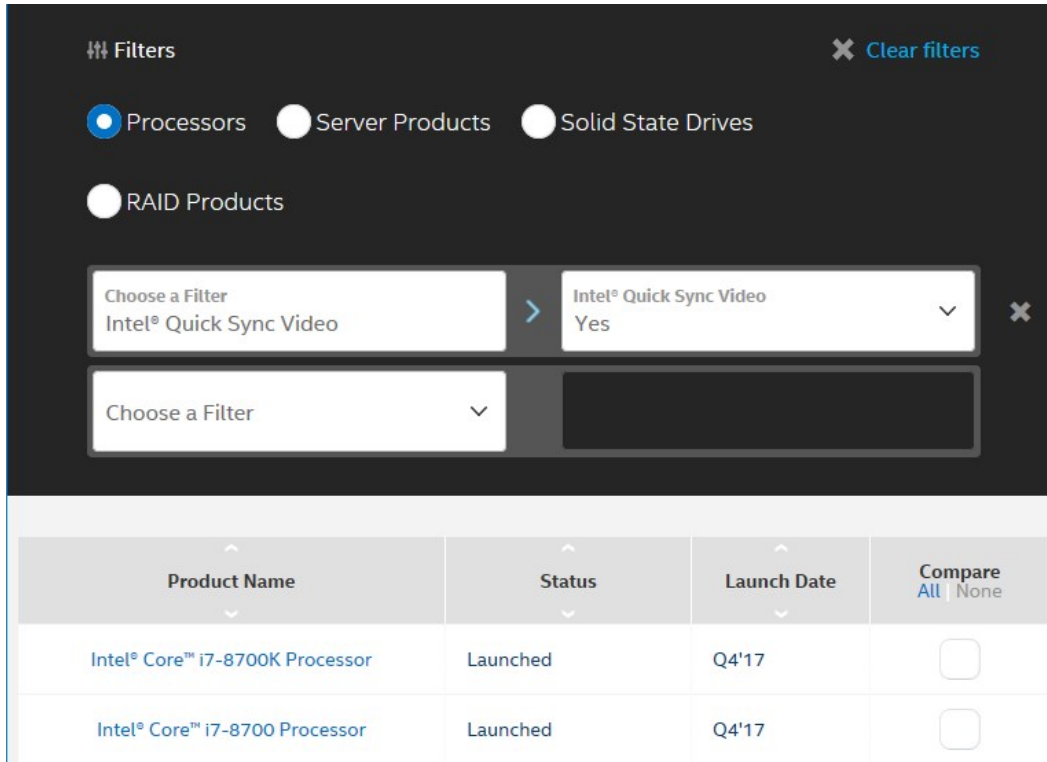 Filters
Clear filters
Processors Server Products Solid State Drives
RAID Products
Choose a Filter
Intel® Quick Sync Video
Intel® Quick Sync Video
Yes
Choose a Filter
Product Name Status Launch Date Compare
All | None
Intel® Core™ i7-8700K Processor Launched Q4'17
Intel® Core™ i7-8700 Processor Launched Q4'17